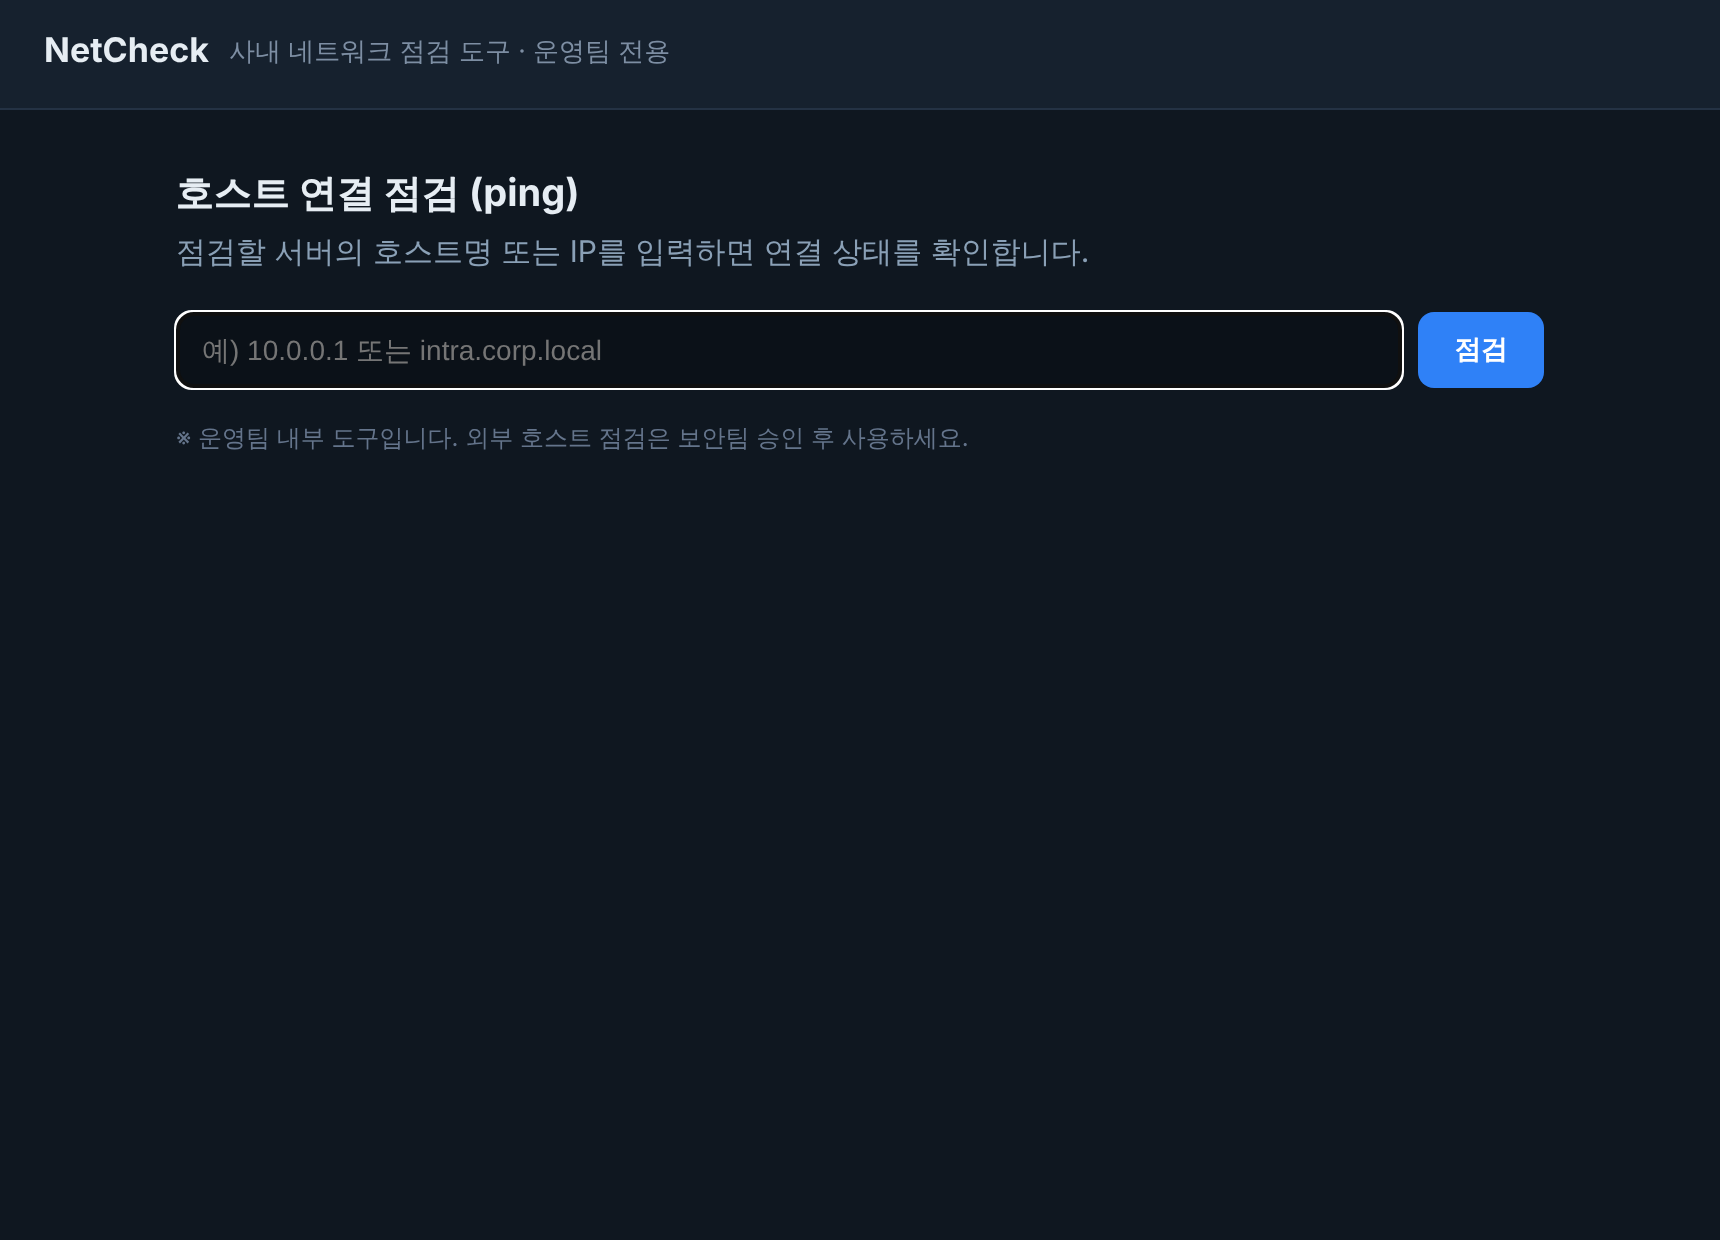 NetCheck 사내 네트워크 점검 도구 · 운영팀 전용
호스트 연결 점검 (ping)
점검할 서버의 호스트명 또는 IP를 입력하면 연결 상태를 확인합니다.
예) 10.0.0.1 또는 intra.corp.local
점검
※ 운영팀 내부 도구입니다. 외부 호스트 점검은 보안팀 승인 후 사용하세요.